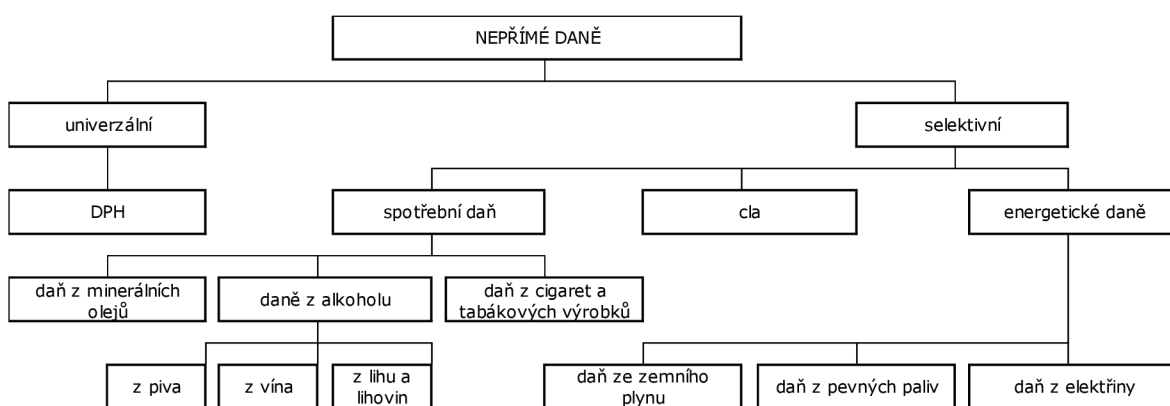 NEPŘÍMÉ DANĚ
univerzální
selektivní
DPH
spotřební daň
cla
energetické daně
daň z minerálních
olejů
daně z alkoholu
daň z cigaret a
tabákových výrobků
z piva
z vína
z lihu a
lihovin
daň ze zemního
plynu
daň z pevných paliv
daň z elektřiny